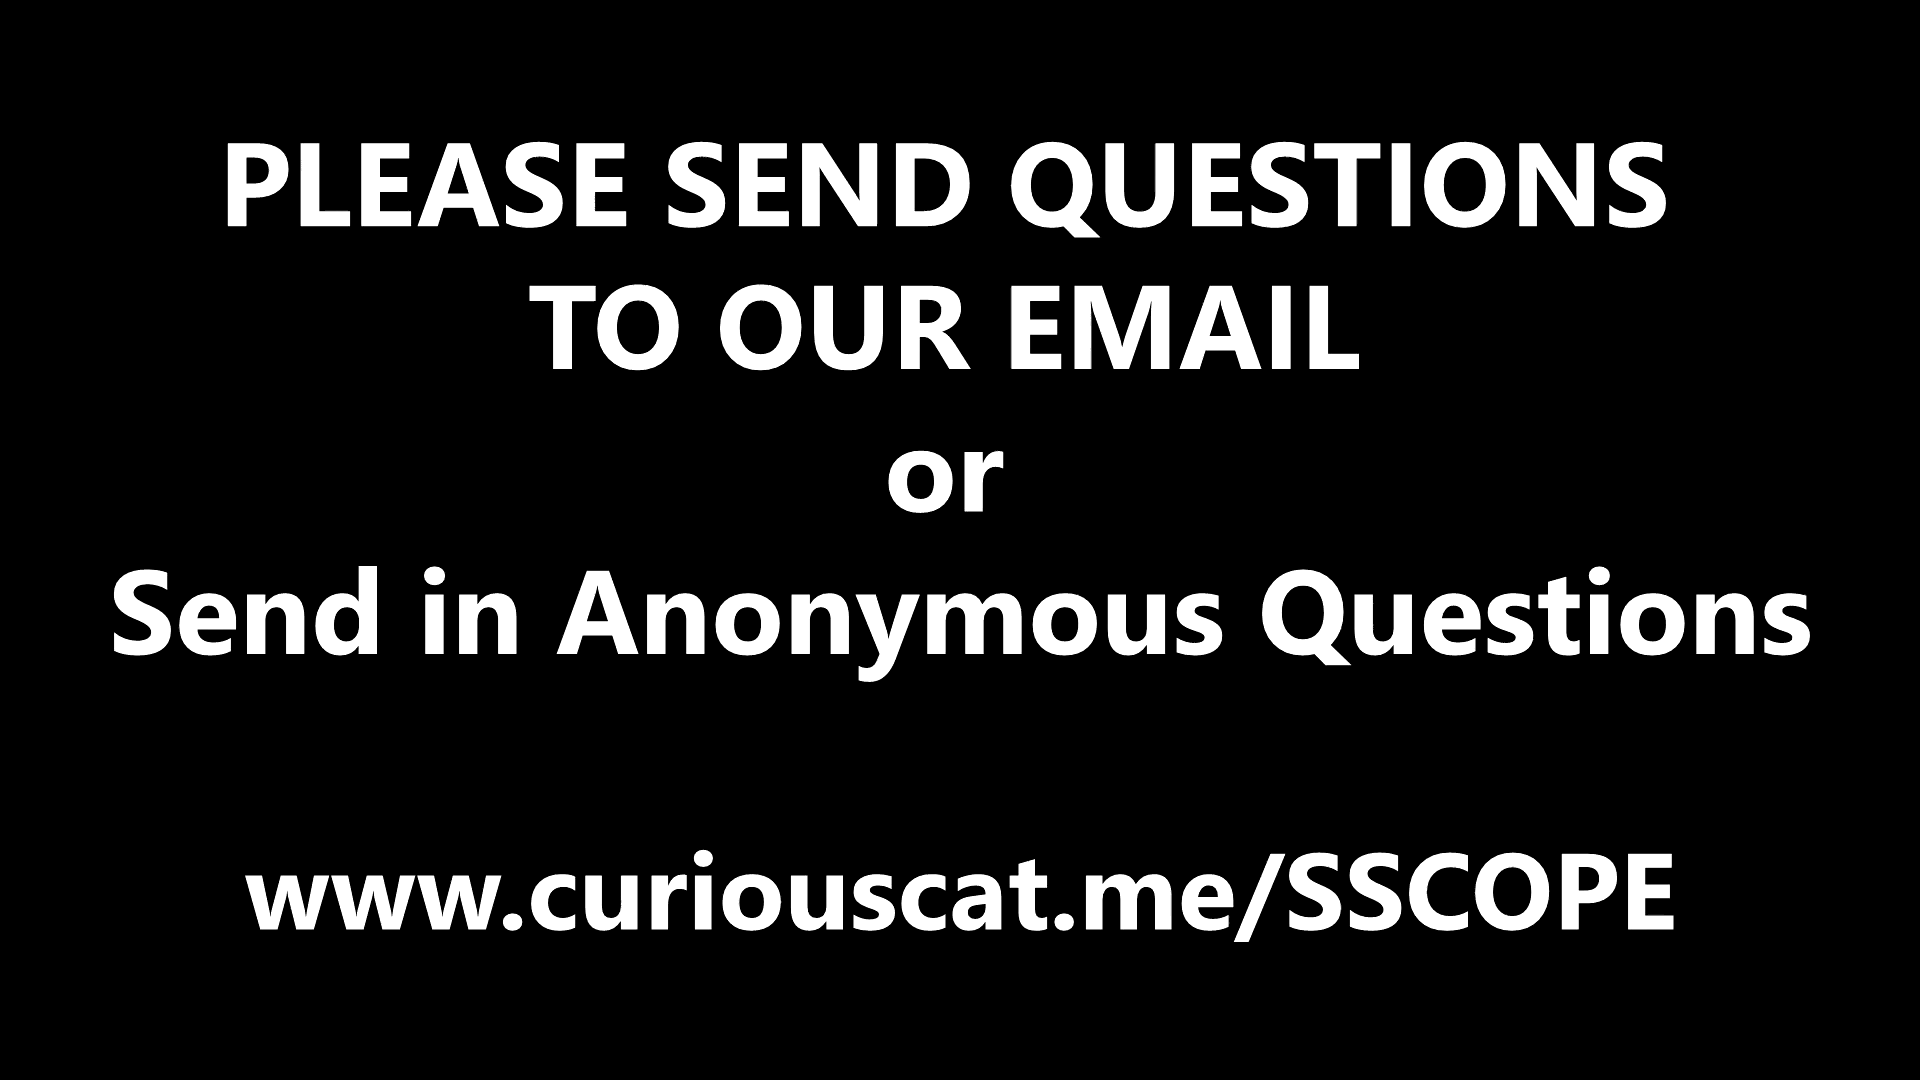 PLEASE SEND QUESTIONS
TO OUR EMAIL
or
Send in Anonymous Questions
www.curiouscat.me/SSCOPE